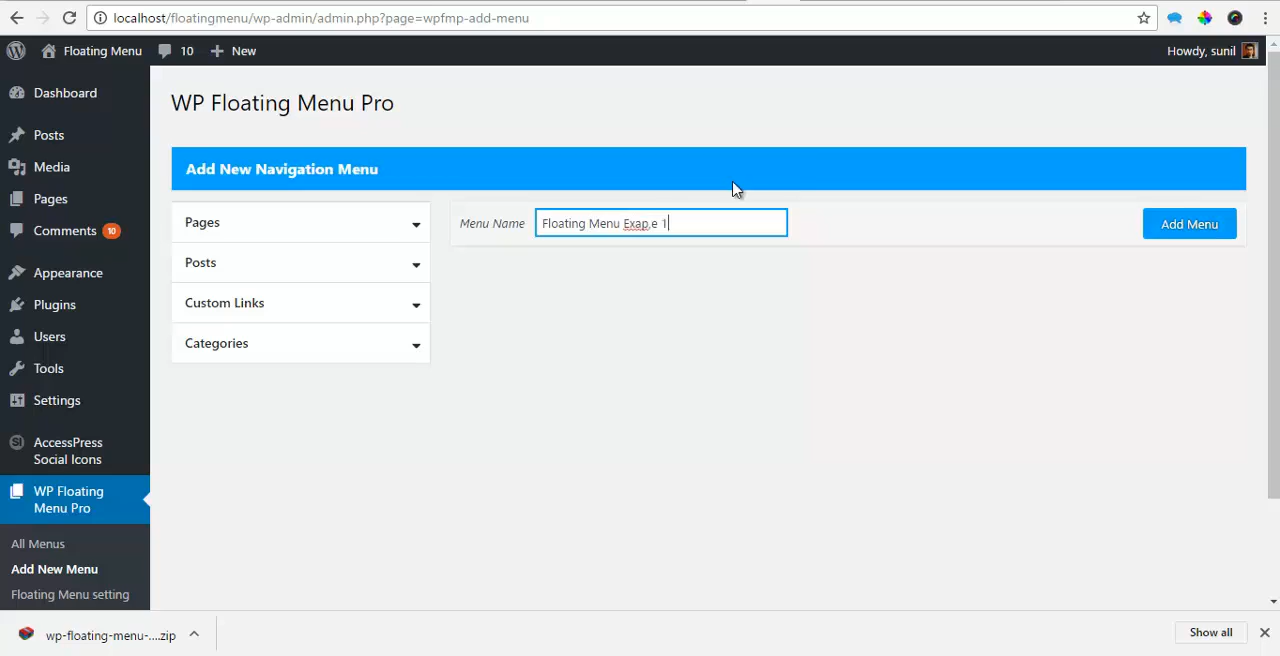 localhost/floatingmenu/wp-admin/admin.php?page=wpfmp-add-menu
Floating Menu 10 New Howdy, sunil
Dashboard
Posts
Media
Pages
Comments 10
Appearance
Plugins
Users
Tools
Settings
AccessPress
Social Icons
WP Floating
Menu Pro
All Menus
Add New Menu
Floating Menu setting
WP Floating Menu Pro
Add New Navigation Menu
Pages
Posts
Custom Links
Categories
Menu Name Floating Menu Exap,e 1 Add Menu
wp-floating-menu-....zip Show all